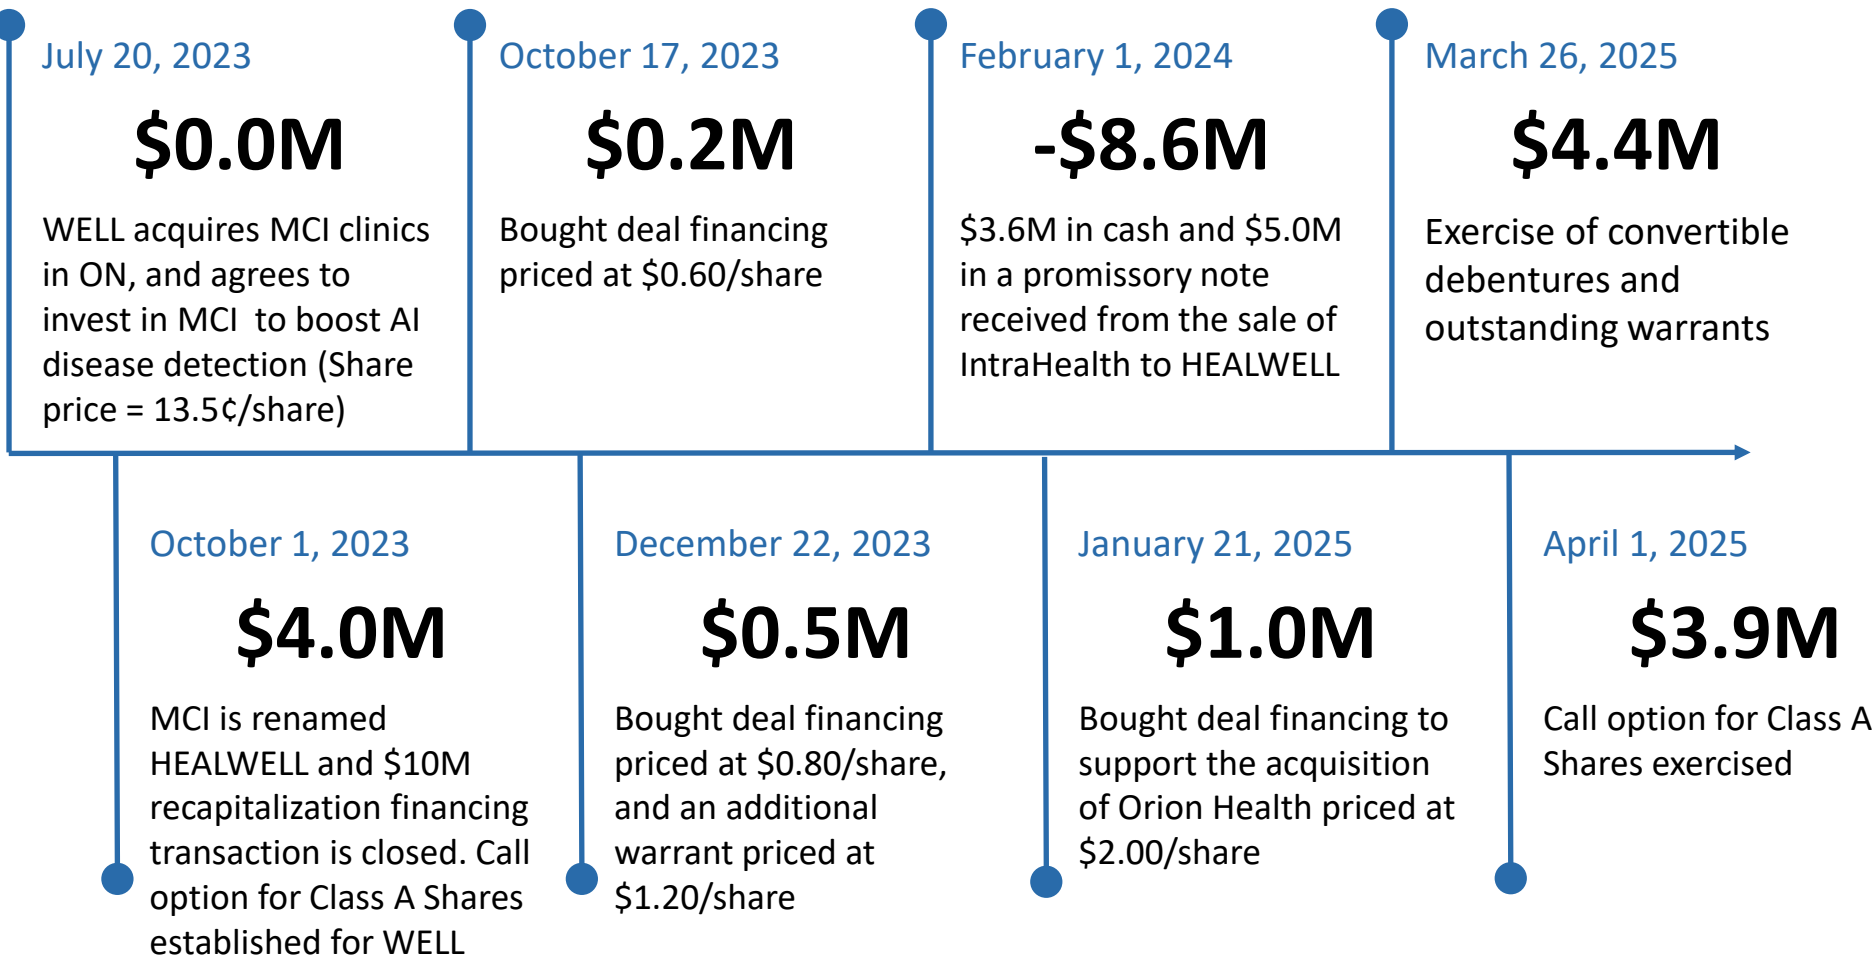 July 20, 2023
$0.0M
WELL acquires MCI clinics
in ON, and agrees to
invest in MCI  to boost AI
disease detection (Share
price = 13.5¢/share)
October 17, 2023
$0.2M
Bought deal financing
priced at $0.60/share
February 1, 2024
-$8.6M
$3.6M in cash and $5.0M
in a promissory note
received from the sale of
IntraHealth to HEALWELL
March 26, 2025
$4.4M
Exercise of convertible
debentures and
outstanding warrants
October 1, 2023
$4.0M
MCI is renamed
HEALWELL and $10M
recapitalization financing
transaction is closed. Call
option for Class A Shares
established for WELL
December 22, 2023
$0.5M
Bought deal financing
priced at $0.80/share,
and an additional
warrant priced at
$1.20/share
January 21, 2025
$1.0M
Bought deal financing to
support the acquisition
of Orion Health priced at
$2.00/share
April 1, 2025
$3.9M
Call option for Class A
Shares exercised